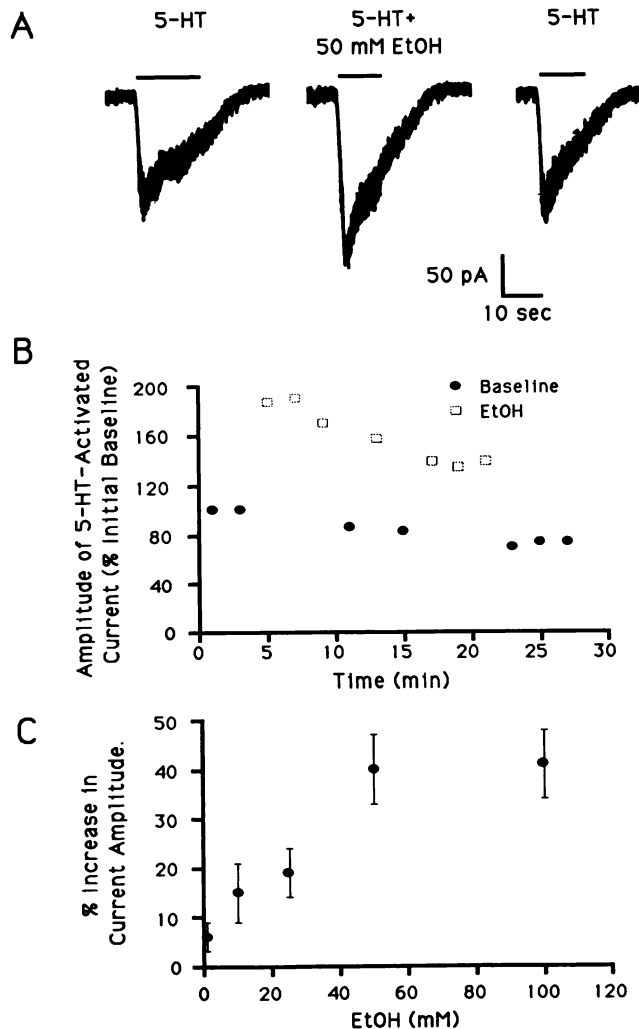 A
5-HT
5-HT+
50 mM EtOH
5-HT
50 pA
10 sec
B
Amplitude of 5-HT-Activated
Current (% Initial Baseline)
200
160
120
80
40
0
Baseline
EtOH
0 5 10 15 20 25 30
Time (min)
C
% Increase in
Current Amplitude.
50
40
30
20
10
0
0 20 40 60 80 100 120
EtOH (mM)